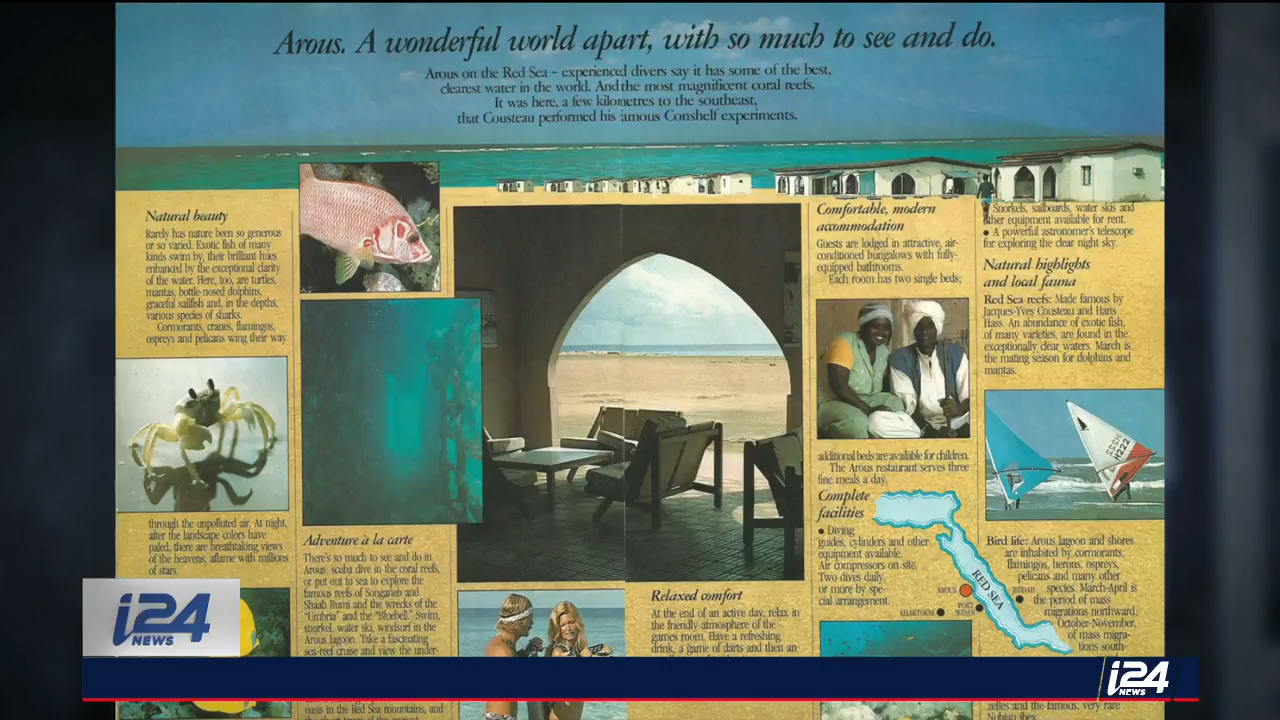 Arous. A wonderful world apart, with so much to see and do.
Arous on the Red Sea – experienced divers say it has some of the best,
clearest water in the world. And the most magnificent coral reefs.
It was here, a few kilometres to the southeast,
that Cousteau performed his famous Conshelf experiments.
Natural beauty
Rarely has nature been so generous
or so varied. Exotic fish of many
kinds swim by, their brilliant hues
enhanced by the exceptional clarity
of the water. Here, too, are turtles,
mantas, bottle-nosed dolphins,
graceful sailfish and, in the depths,
various species of sharks.
Cormorants, cranes, flamingos,
ospreys and pelicans wing their way
through the unpolluted air. At night,
after the landscape colors have
paled, there are breathtaking views
of the heavens, aflame with millions
of stars.
Adventure à la carte
There's so much to see and do in
Arous: scuba dive in the coral reefs,
or put out to sea to explore the
famous reefs of Songanieb and
Shaab Rumi and the wrecks of the
"Umbria" and the "Bluebell". Swim,
snorkel, water ski, windsurf in the
Arous lagoon. Take a fascinating
sea-reef cruise and view the under-
oasis in the Red Sea mountains, and
Relaxed comfort
At the end of an active day, relax in
the friendly atmosphere of the
games room. Have a refreshing
drink, a game of darts and then an
Comfortable, modern
accommodation
Guests are lodged in attractive, air-
conditioned bungalows with fully-
equipped bathrooms.
Each room has two single beds;
additional beds are available for children.
The Arous restaurant serves three
fine meals a day.
Complete
facilities
• Diving
guides, cylinders and other
equipment available.
Air compressors on site.
Two dives daily,
or more by spe-
cial arrangement.
Snorkels, sailboards, water skis and
other equipment available for rent.
• A powerful astronomer's telescope
for exploring the clear night sky.
Natural highlights
and local fauna
Red Sea reefs: Made famous by
Jacques-Yves Cousteau and Hans
Hass. An abundance of exotic fish,
of many varieties, are found in the
exceptionally clear waters. March is
the mating season for dolphins and
mantas.
H222
H222
RED SEA
AROUS
PORT
SUDAN
JEDDAH
KHARTOUM
Bird life: Arous lagoon and shores
are inhabited by cormorants,
flamingos, herons, ospreys,
pelicans and many other
species. March-April is
the period of mass
migrations northward,
October-November,
of mass migra-
tions south-
zelles and the famous, very rare
Nubian ibex.
i24
NEWS
i24
NEWS